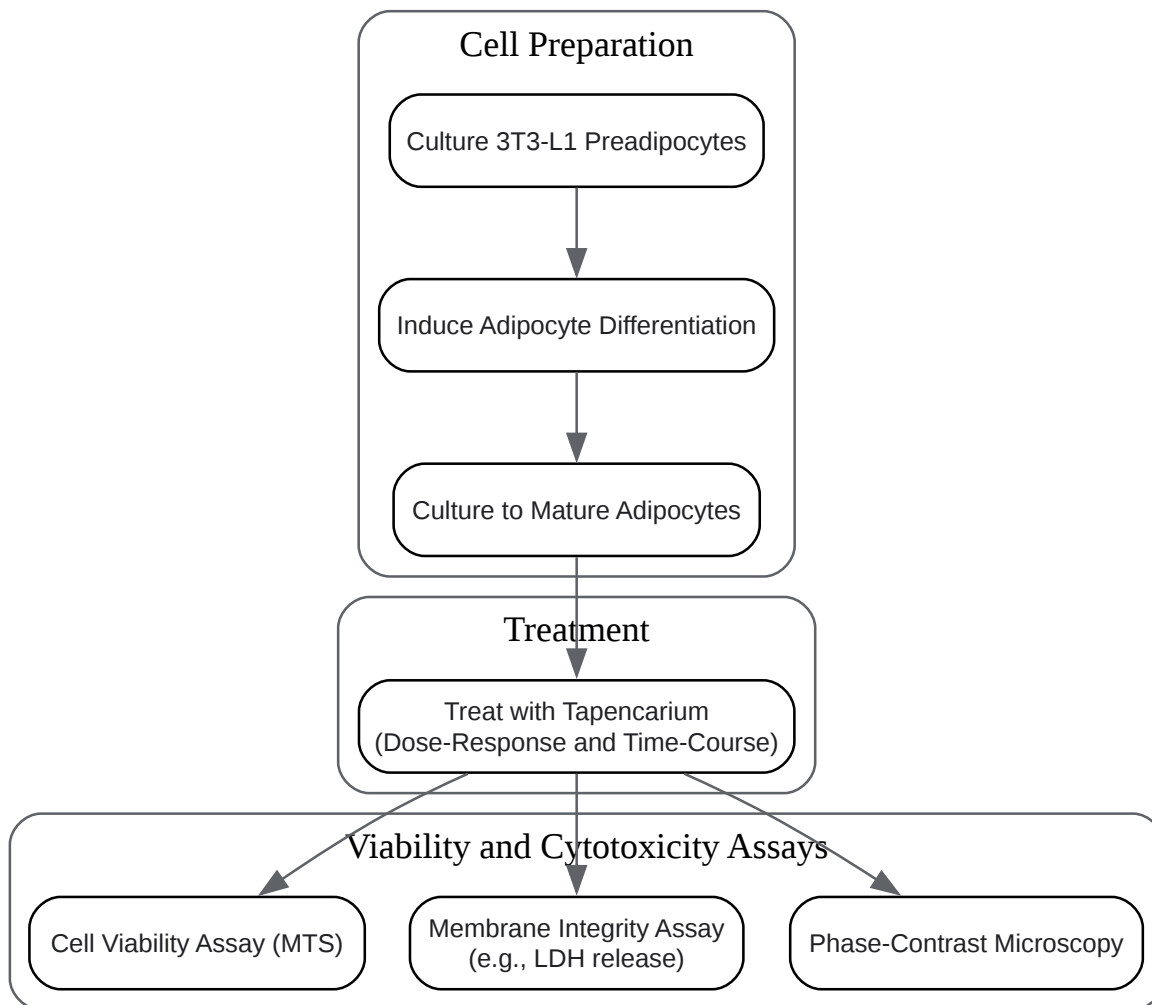 Cell Preparation
Culture 3T3-L1 Preadipocytes
Induce Adipocyte Differentiation
Culture to Mature Adipocytes
Treatment
Treat with Tapencarium
(Dose-Response and Time-Course)
Viability and Cytotoxicity Assays
Cell Viability Assay (MTS)
Membrane Integrity Assay
(e.g., LDH release)
Phase-Contrast Microscopy